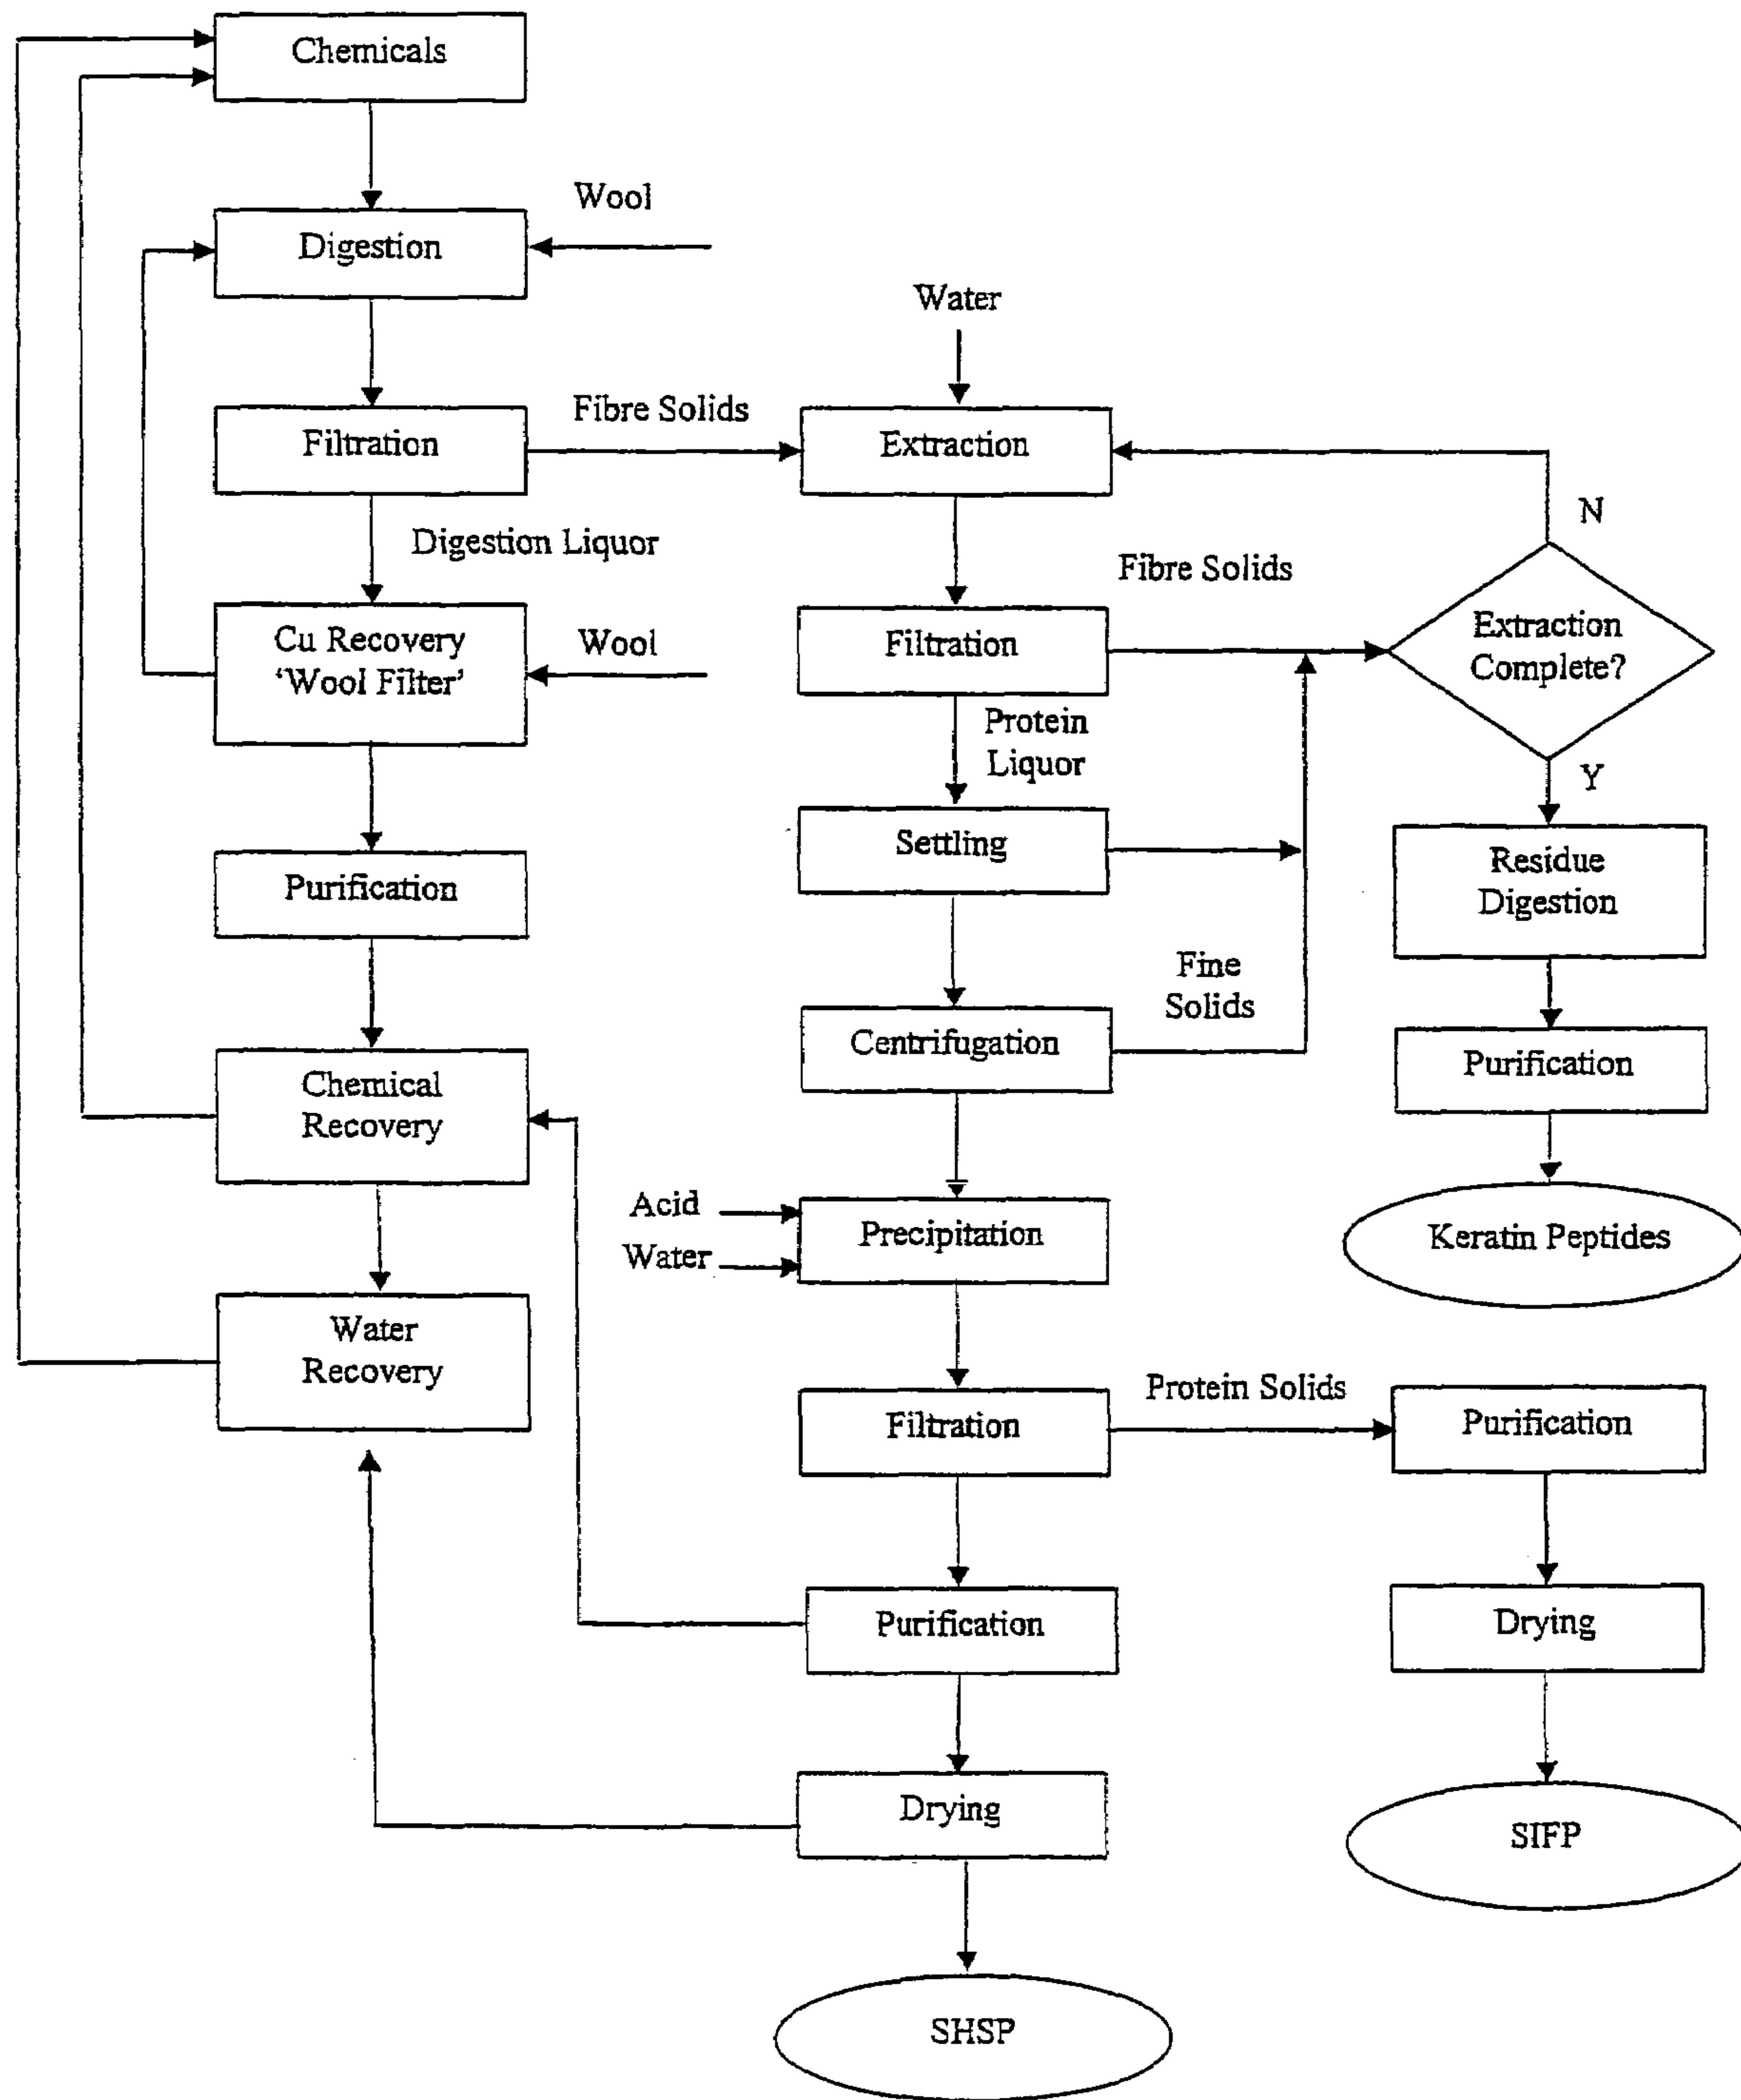 Chemicals
Wool
Digestion
Water
Fibre Solids
Filtration
Extraction
N
Digestion Liquor
Fibre Solids
Cu Recovery
'Wool Filter'
Wool
Filtration
Extraction
Complete?
Protein
Liquor
Y
Purification
Settling
Residue
Digestion
Fine
Solids
Chemical
Recovery
Centrifugation
Purification
Acid
Water
Precipitation
Keratin Peptides
Water
Recovery
Filtration
Protein Solids
Purification
Purification
Drying
Drying
SIFP
SHSP